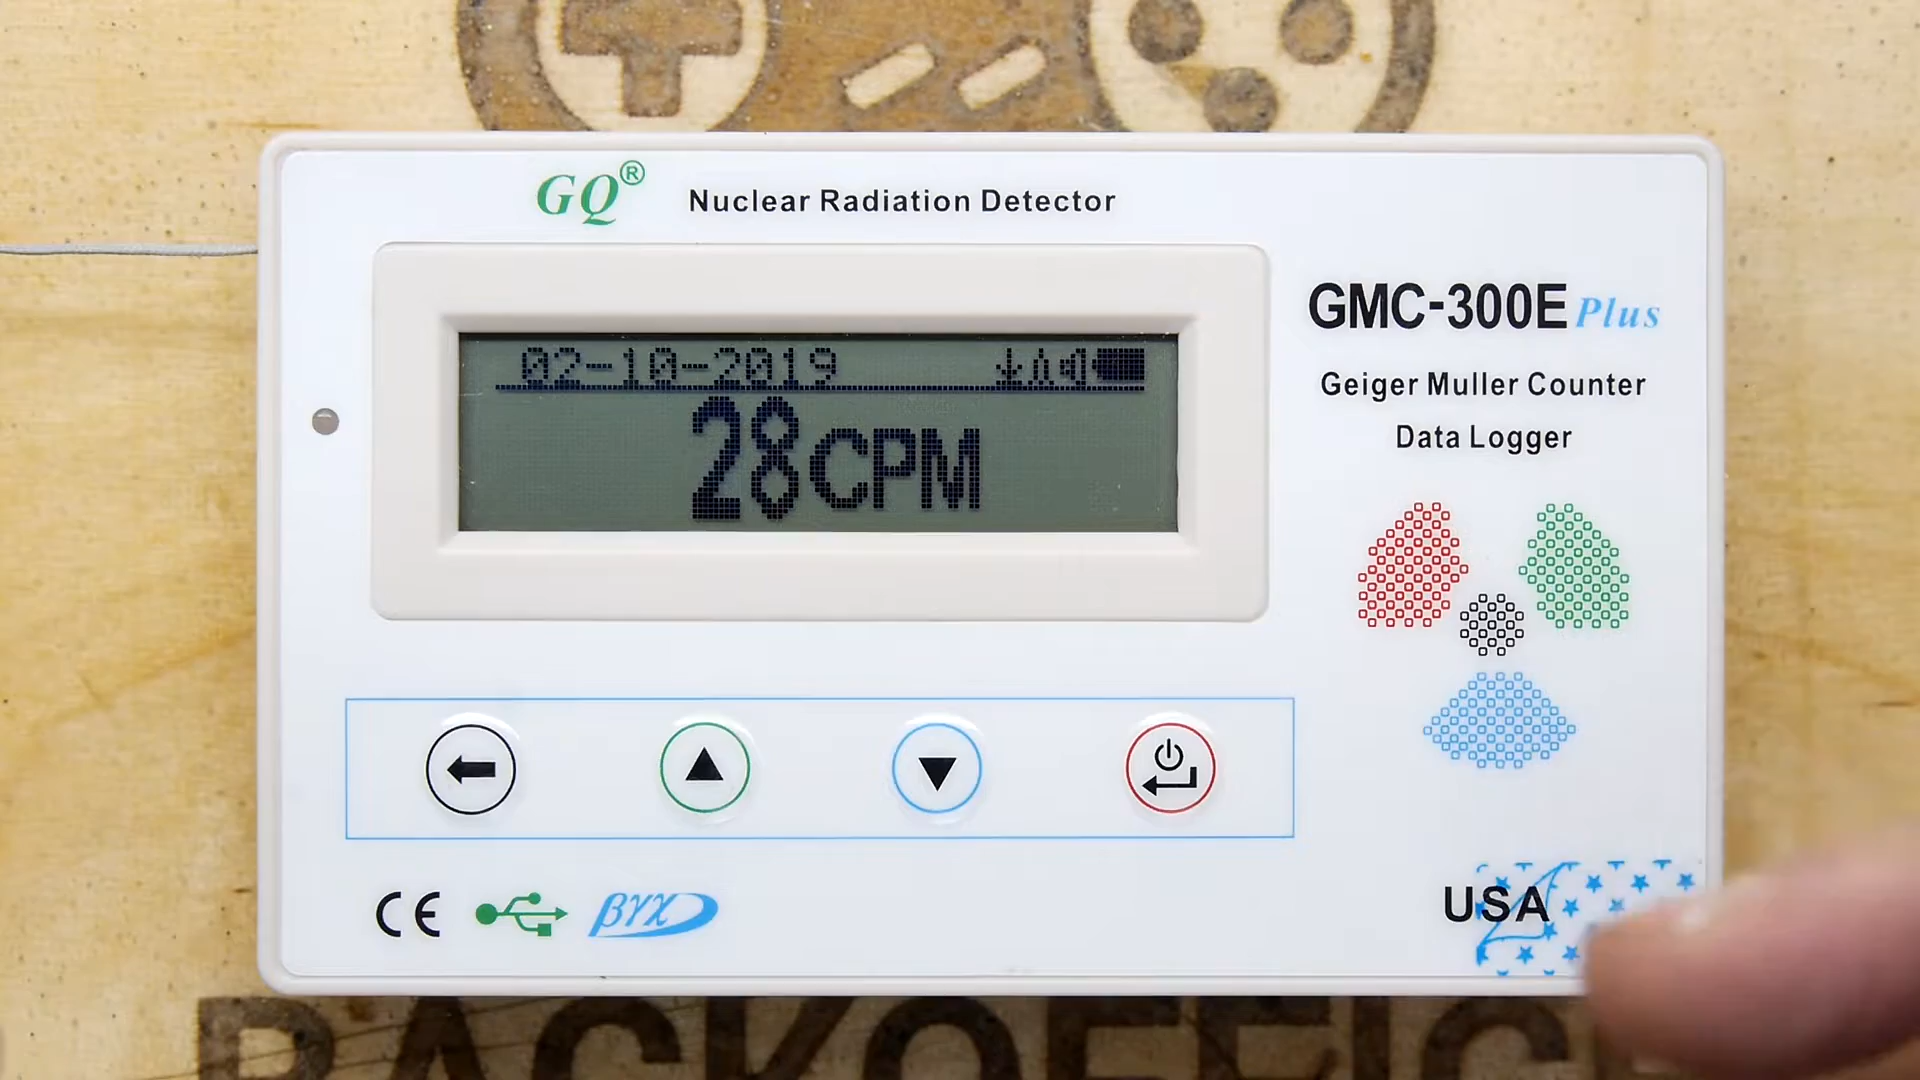 GQ®
Nuclear Radiation Detector
GMC-300E Plus
Geiger Muller Counter
Data Logger
02-10-2019
28CPM
CE
βγχ
USA